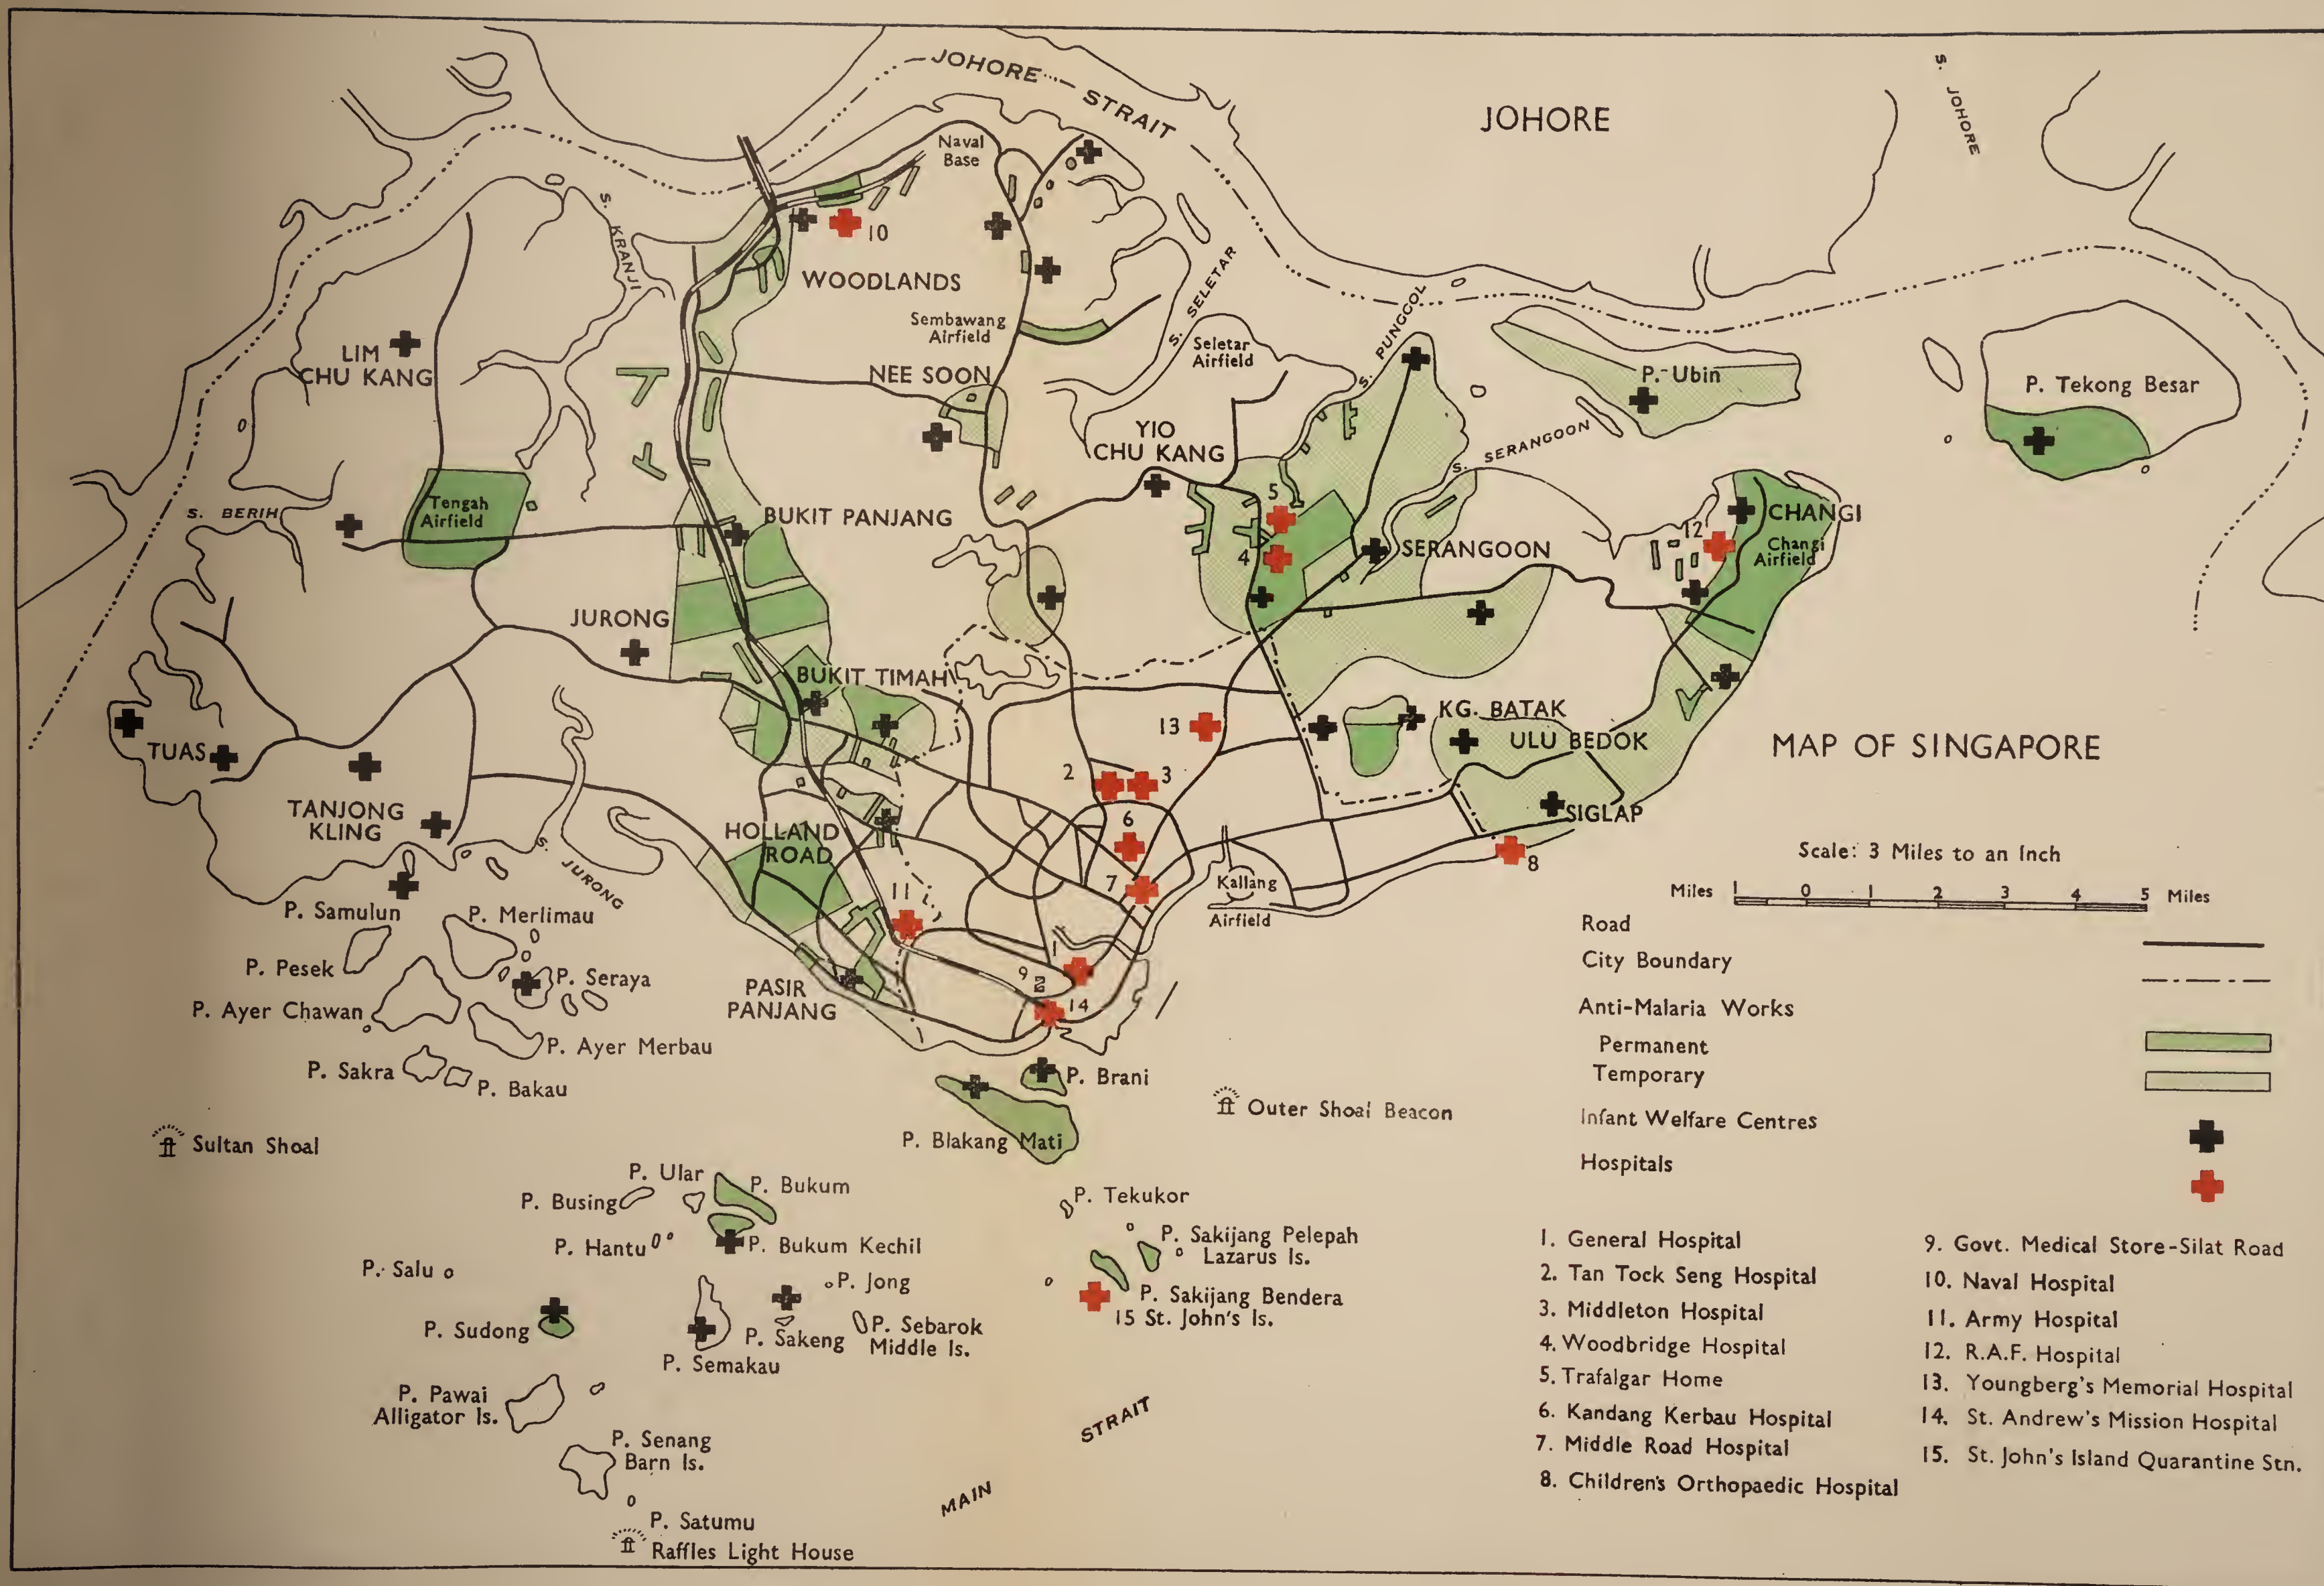 JOHORE STRAIT
JOHORE
S. JOHORE
Naval
Base
S. KRANJI
10
WOODLANDS
S. SELETAR
Sembawang
Airfield
Seletar
Airfield
S. PUNGGOL
LIM
CHU KANG
NEE SOON
P. Ubin
P. Tekong Besar
YIO
CHU KANG
S. SERANGOON
S. BERIH
Tengah
Airfield
BUKIT PANJANG
5
4
SERANGOON
12
CHANGI
Changi
Airfield
JURONG
BUKIT TIMAH
13
KG. BATAK
ULU BEDOK
TUAS
MAP OF SINGAPORE
2
3
TANJONG
KLING
HOLLAND
ROAD
6
SIGLAP
8
S. JURONG
11
7
Kallang
Airfield
Scale: 3 Miles to an Inch
Miles 1 0 1 2 3 4 5 Miles
P. Samulun
P. Merlimau
P. Pesek
P. Seraya
P. Ayer Chawan
P. Ayer Merbau
P. Sakra
P. Bakau
PASIR
PANJANG
1
9
14
Road
City Boundary
Anti-Malaria Works
Permanent
Temporary
Infant Welfare Centres
Hospitals
P. Brani
P. Blakang Mati
Outer Shoal Beacon
Sultan Shoal
P. Ular
P. Busing
P. Bukum
P. Hantu
P. Bukum Kechil
P. Salu
P. Jong
P. Sudong
P. Sakeng
P. Sebarok
Middle Is.
P. Semakau
P. Tekukor
P. Sakijang Pelepah
Lazarus Is.
P. Sakijang Bendera
15 St. John's Is.
P. Pawai
Alligator Is.
P. Senang
Barn Is.
P. Satumu
Raffles Light House
MAIN STRAIT
1. General Hospital
2. Tan Tock Seng Hospital
3. Middleton Hospital
4. Woodbridge Hospital
5. Trafalgar Home
6. Kandang Kerbau Hospital
7. Middle Road Hospital
8. Children's Orthopaedic Hospital
9. Govt. Medical Store-Silat Road
10. Naval Hospital
11. Army Hospital
12. R.A.F. Hospital
13. Youngberg's Memorial Hospital
14. St. Andrew's Mission Hospital
15. St. John's Island Quarantine Stn.